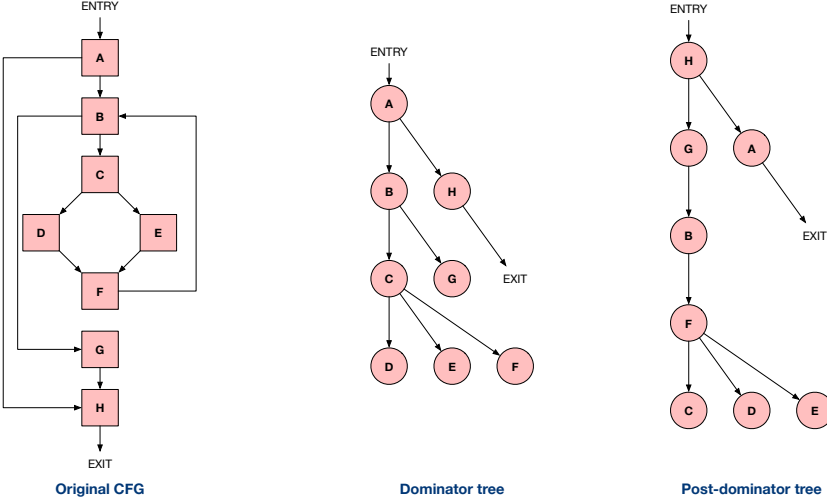 ENTRY
A
B
C
D
E
F
G
H
EXIT
Original CFG
ENTRY
A
B
H
C
G
EXIT
D
E
F
Dominator tree
ENTRY
H
G
A
B
EXIT
F
C
D
E
Post-dominator tree